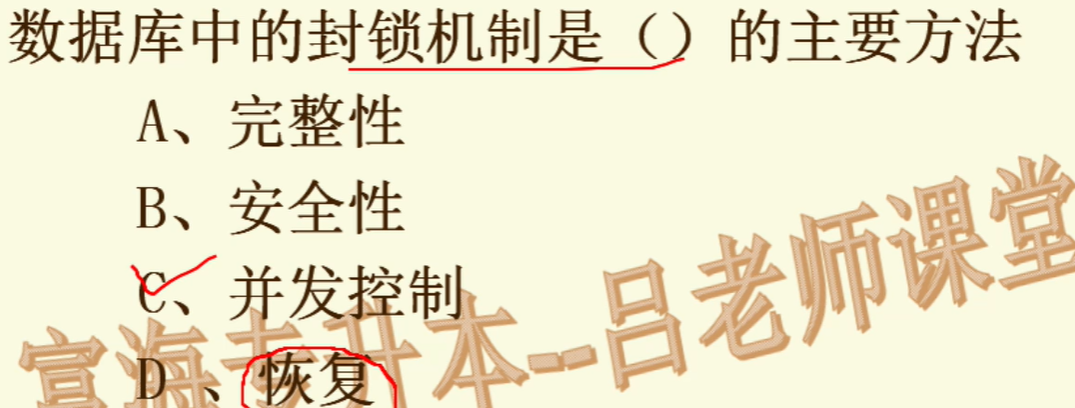 数据库中的封锁机制是（）的主要方法
A、完整性
B、安全性
C、并发控制
D、恢复
富海专升本--吕老师课堂